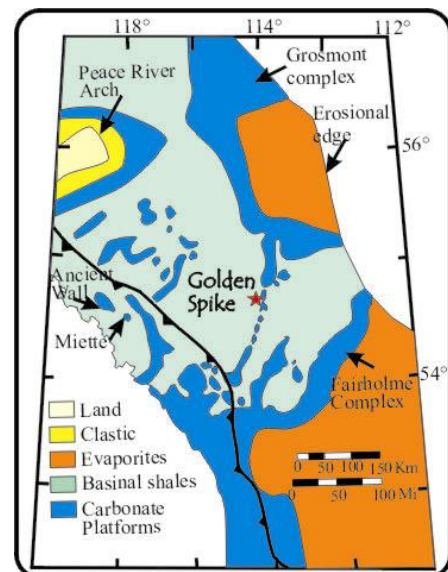 118°
114°
112°
Peace River
Arch
Grosmont
complex
Erosional
edge
56°
Ancient
Wall
Golden
Spike
Miette
54°
Fairholme
Complex
Land
Clastic
Evaporites
Basinal shales
Carbonate
Platforms
0 50 100 150 Km
0 50 100 Mi